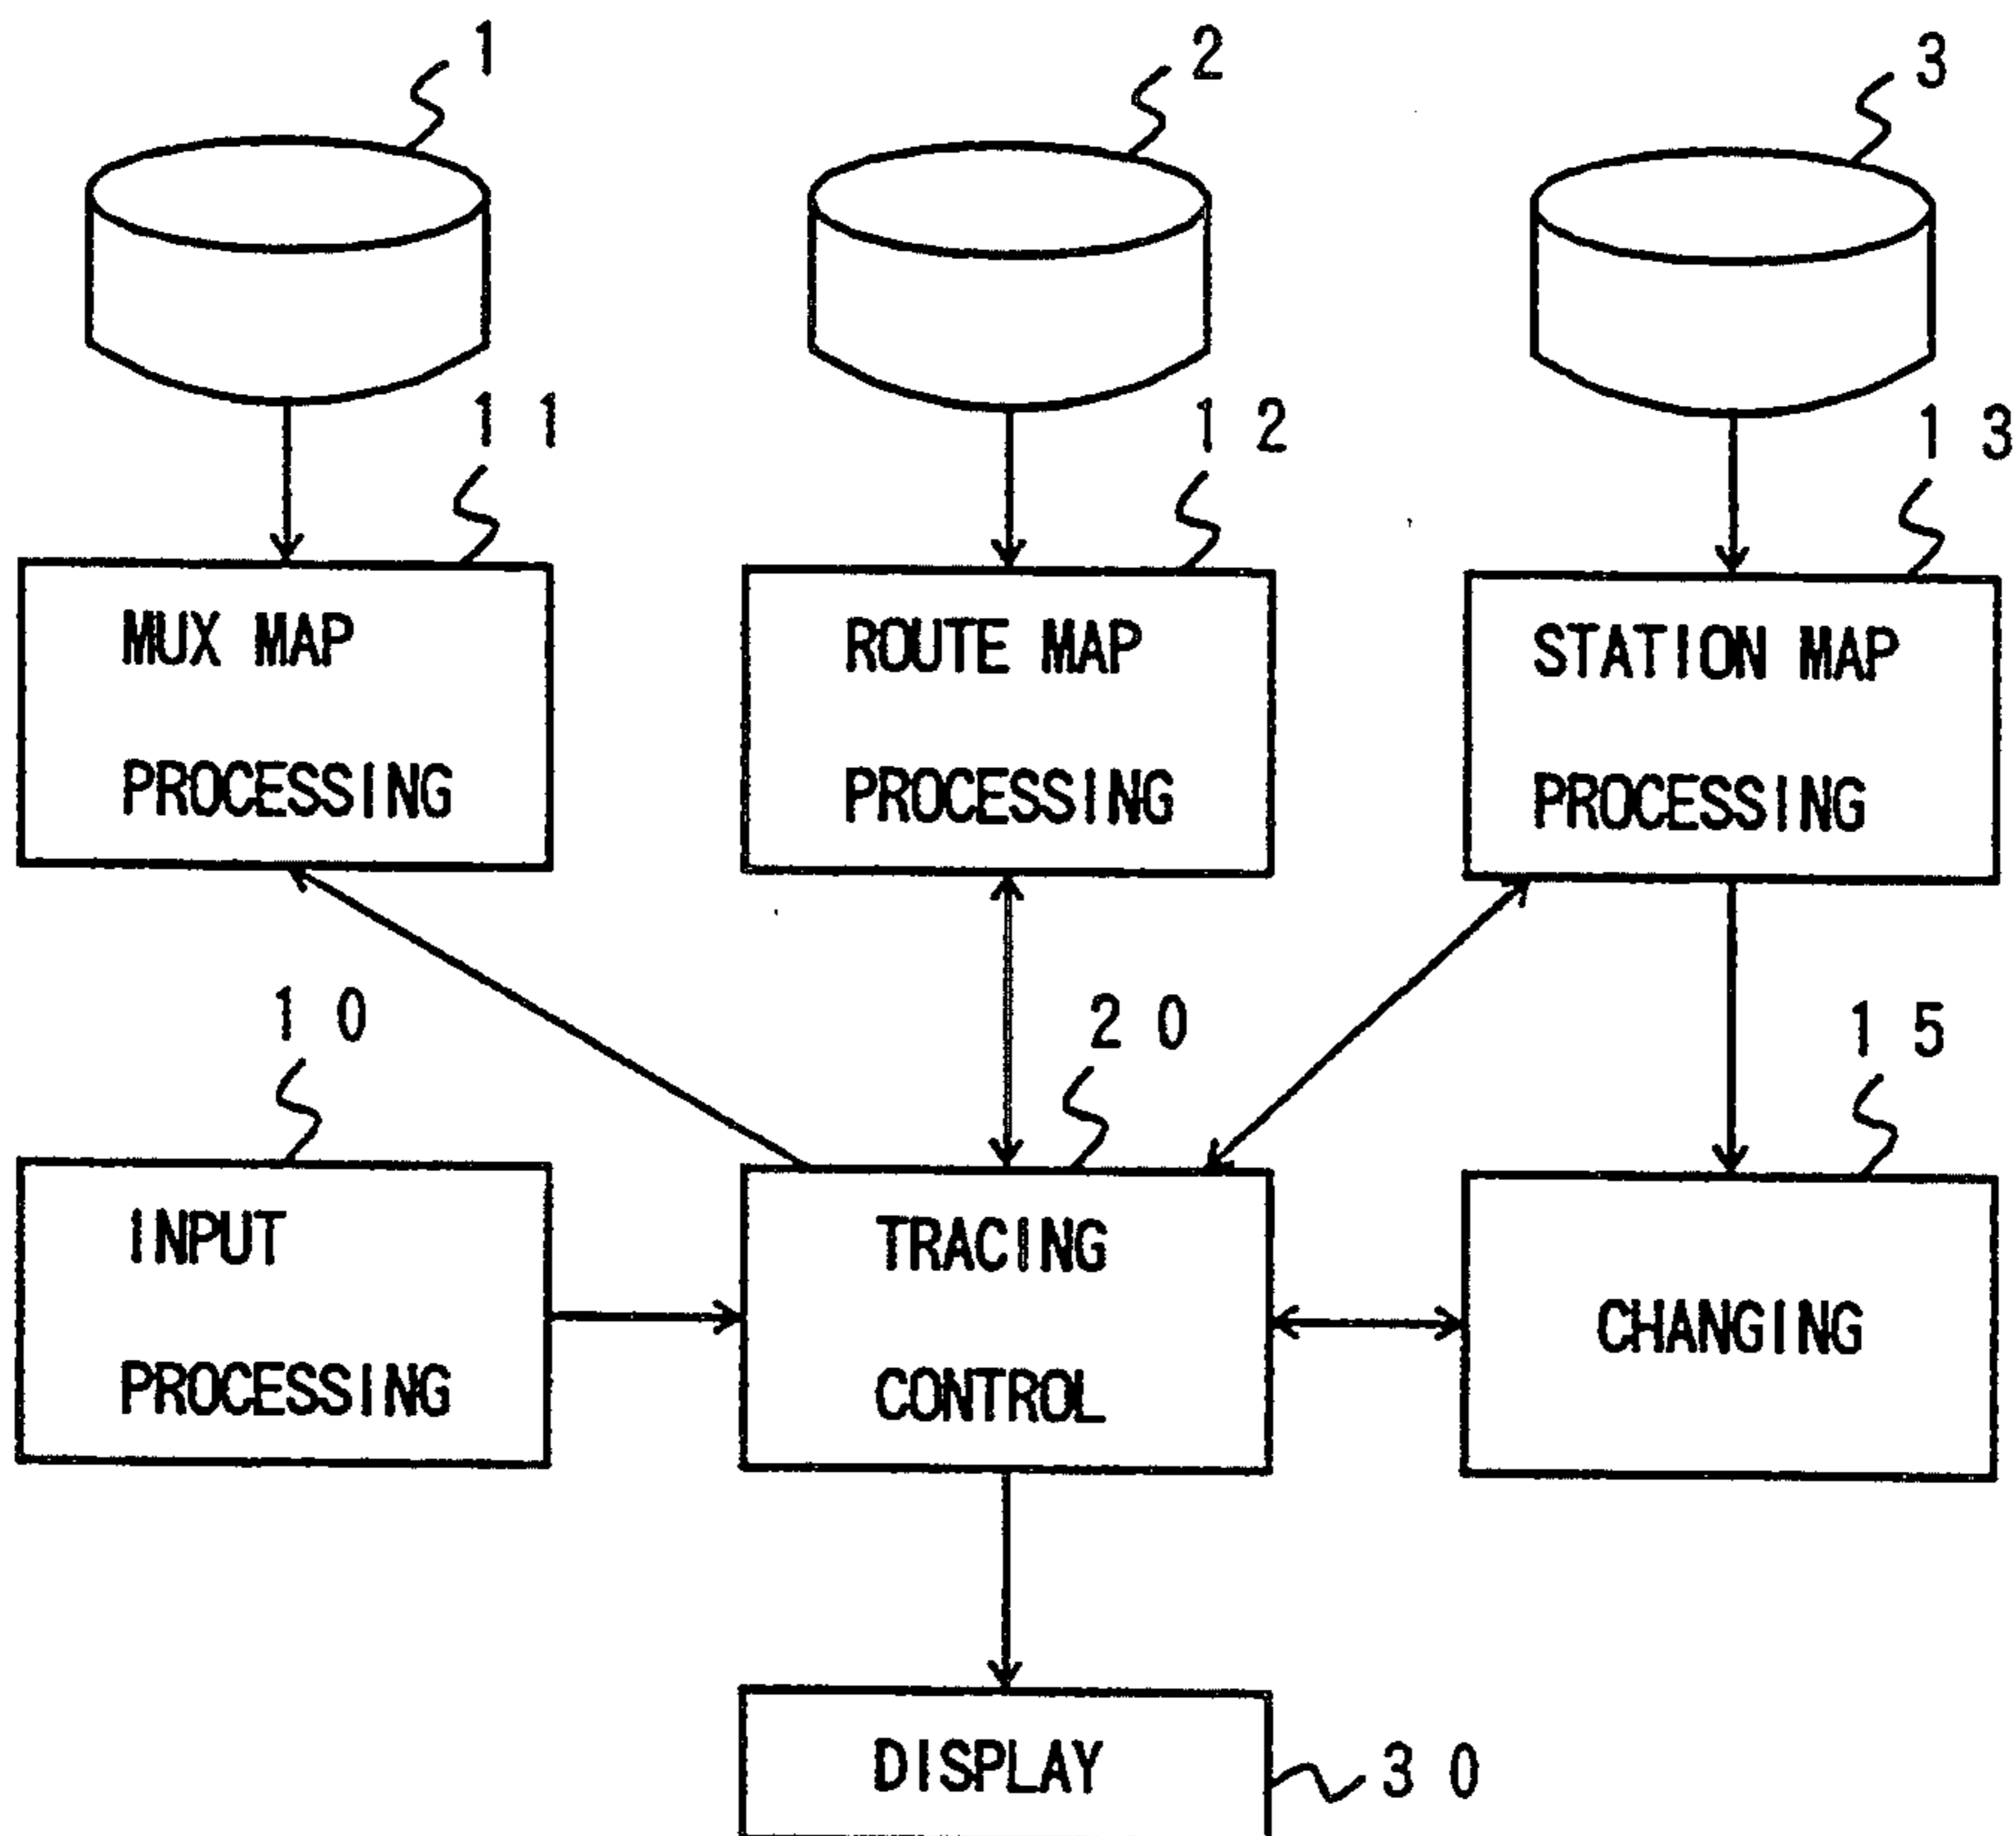 1
2
3
11
12
13
MUX MAP
PROCESSING
ROUTE MAP
PROCESSING
STATION MAP
PROCESSING
10
20
15
INPUT
PROCESSING
TRACING
CONTROL
CHANGING
DISPLAY
30